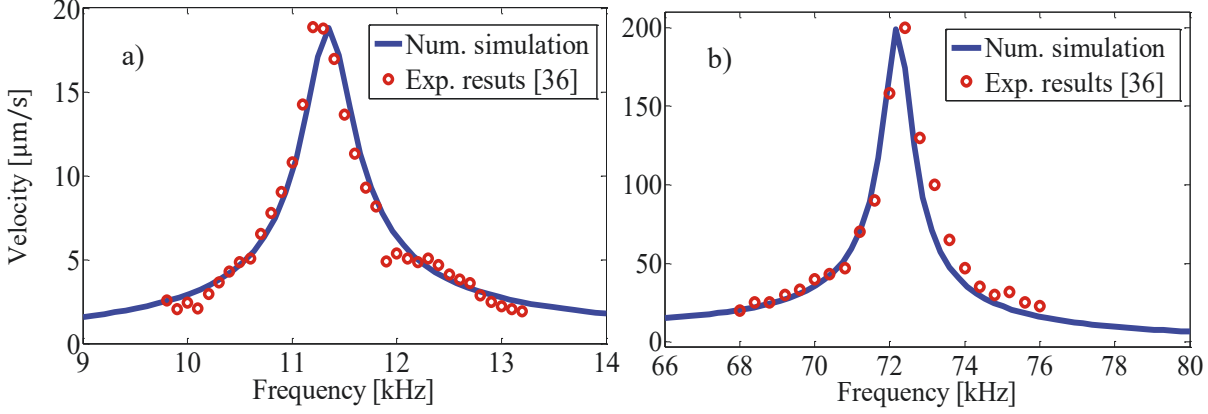 a)
Num. simulation
Exp. resuts [36]
Velocity [μm/s]
20
15
10
5
0
9
10
11
12
13
14
Frequency [kHz]
b)
Num. simulation
Exp. results [36]
200
150
100
50
0
66
68
70
72
74
76
78
80
Frequency [kHz]